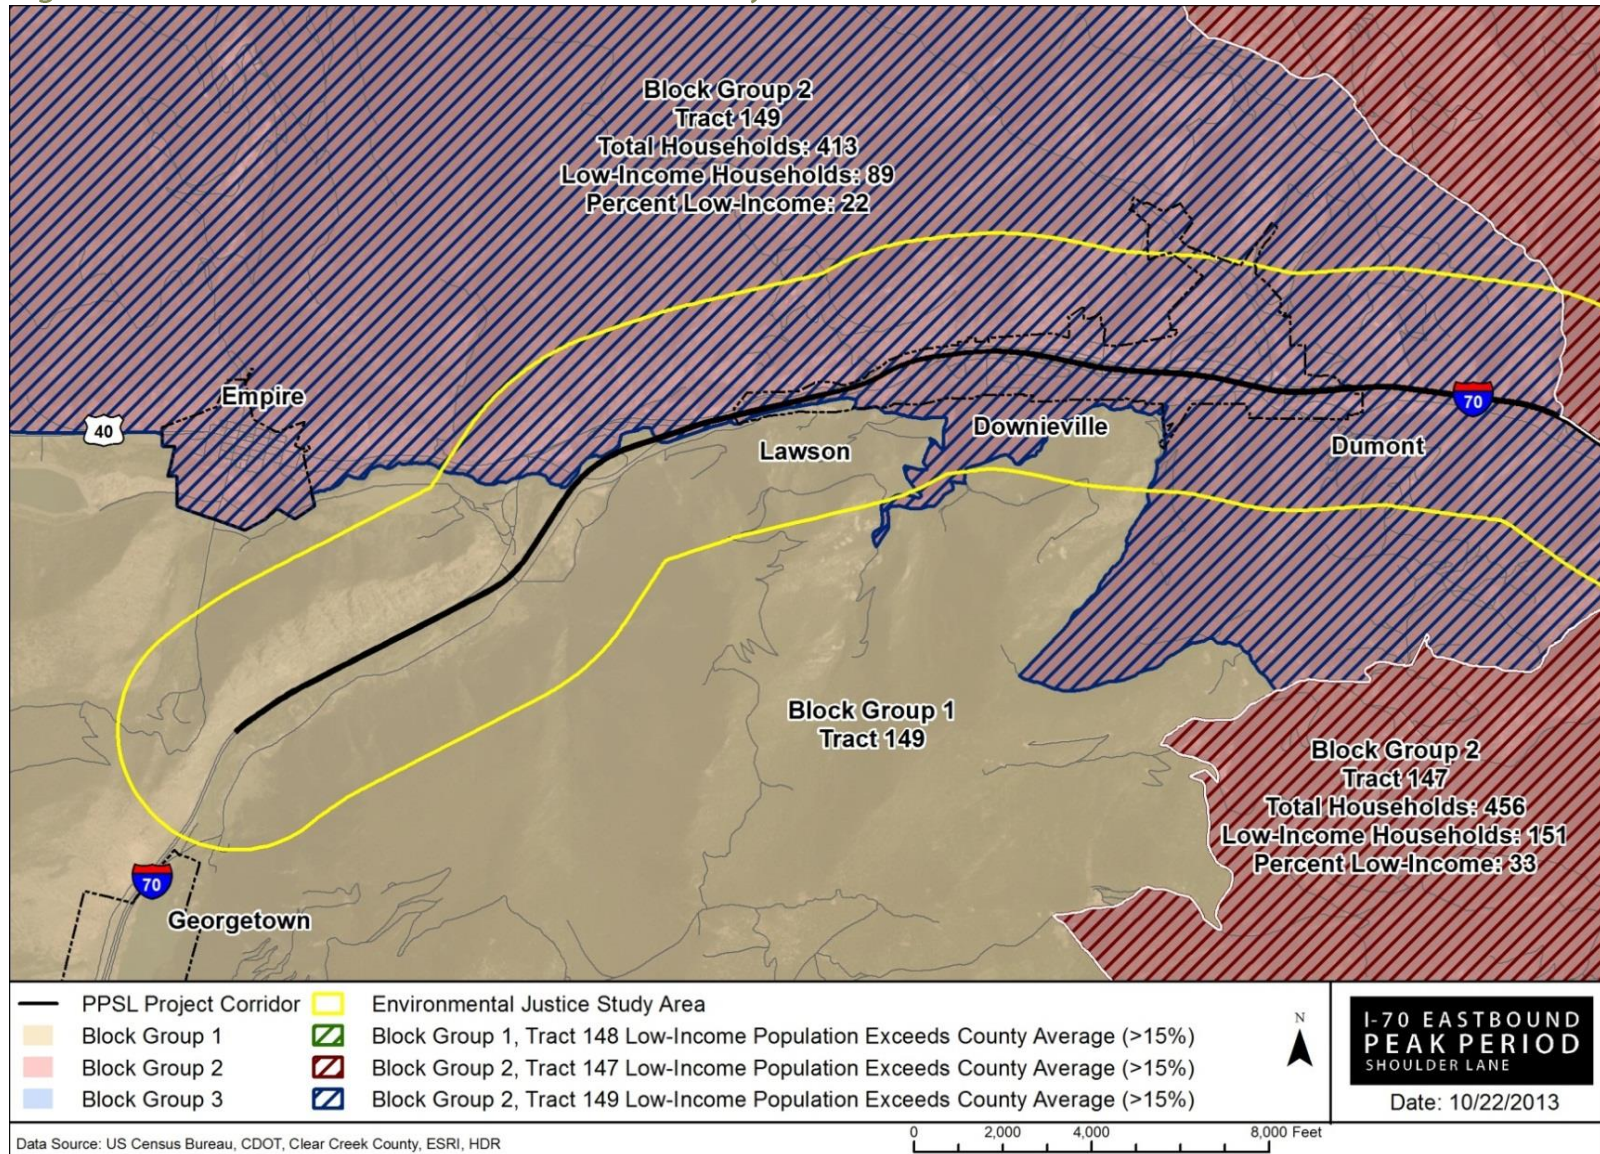 Block Group 2
Tract 149
Total Households: 413
Low-Income Households: 89
Percent Low-Income: 22
Empire
40
70
Downieville
Lawson
Dumont
Block Group 1
Tract 149
Block Group 2
Tract 147
Total Households: 456
Low-Income Households: 151
Percent Low-Income: 33
70
Georgetown
PPSL Project Corridor
Block Group 1
Block Group 2
Block Group 3
Environmental Justice Study Area
Block Group 1, Tract 148 Low-Income Population Exceeds County Average (>15%)
Block Group 2, Tract 147 Low-Income Population Exceeds County Average (>15%)
Block Group 2, Tract 149 Low-Income Population Exceeds County Average (>15%)
N
I-70 EASTBOUND
PEAK PERIOD
SHOULDER LANE
Date: 10/22/2013
Data Source: US Census Bureau, CDOT, Clear Creek County, ESRI, HDR
0 2,000 4,000 8,000 Feet